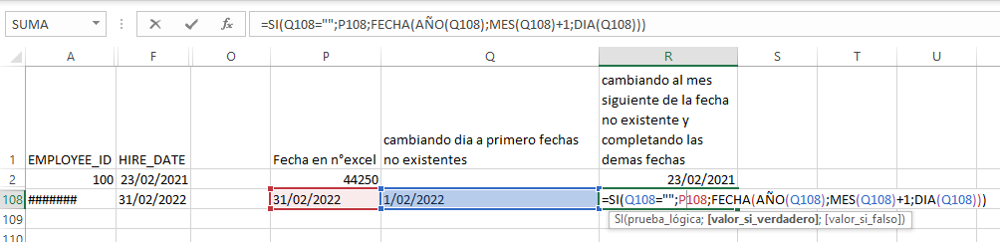 SUMA
=SI(Q108="";P108;FECHA(AÑO(Q108);MES(Q108)+1;DIA(Q108)))
A F O P Q R S T U
cambiando al mes
siguiente de la fecha
no existente y
completando las
demas fechas
cambiando dia a primero fechas
no existentes
1 EMPLOYEE_ID HIRE_DATE Fecha en n°excel
2 100 23/02/2021 44250 23/02/2021
108 ####### 31/02/2022 31/02/2022 1/02/2022 =SI(Q108="";P108;FECHA(AÑO(Q108);MES(Q108)+1;DIA(Q108)))
109 SI(prueba_lógica; [valor_si_verdadero]; [valor_si_falso])
110